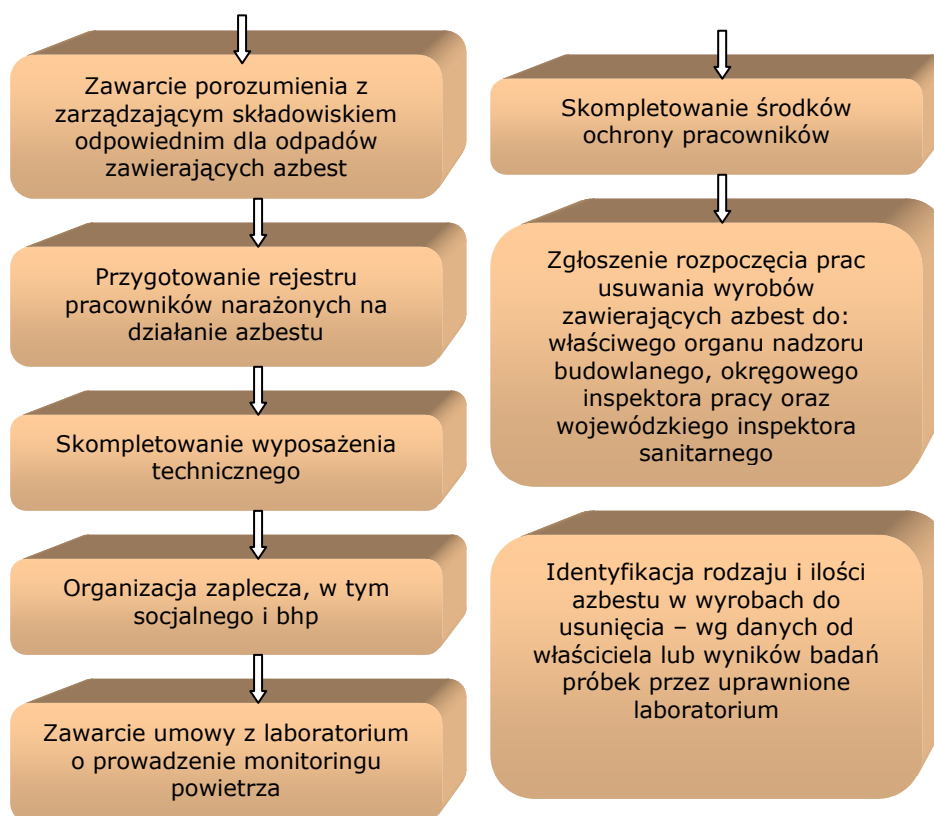 Zawarcie porozumienia z
zarządzającym składowiskiem
odpowiednim dla odpadów
zawierających azbest
Przygotowanie rejestru
pracowników narażonych na
działanie azbestu
Skompletowanie wyposażenia
technicznego
Organizacja zaplecza, w tym
socjalnego i bhp
Zawarcie umowy z laboratorium
o prowadzenie monitoringu
powietrza
Skompletowanie środków
ochrony pracowników
Zgłoszenie rozpoczęcia prac
usuwania wyrobów
zawierających azbest do:
właściwego organu nadzoru
budowlanego, okręgowego
inspektora pracy oraz
wojewódzkiego inspektora
sanitarnego
Identyfikacja rodzaju i ilości
azbestu w wyrobach do
usunięcia – wg danych od
właściciela lub wyników badań
próbek przez uprawnione
laboratorium